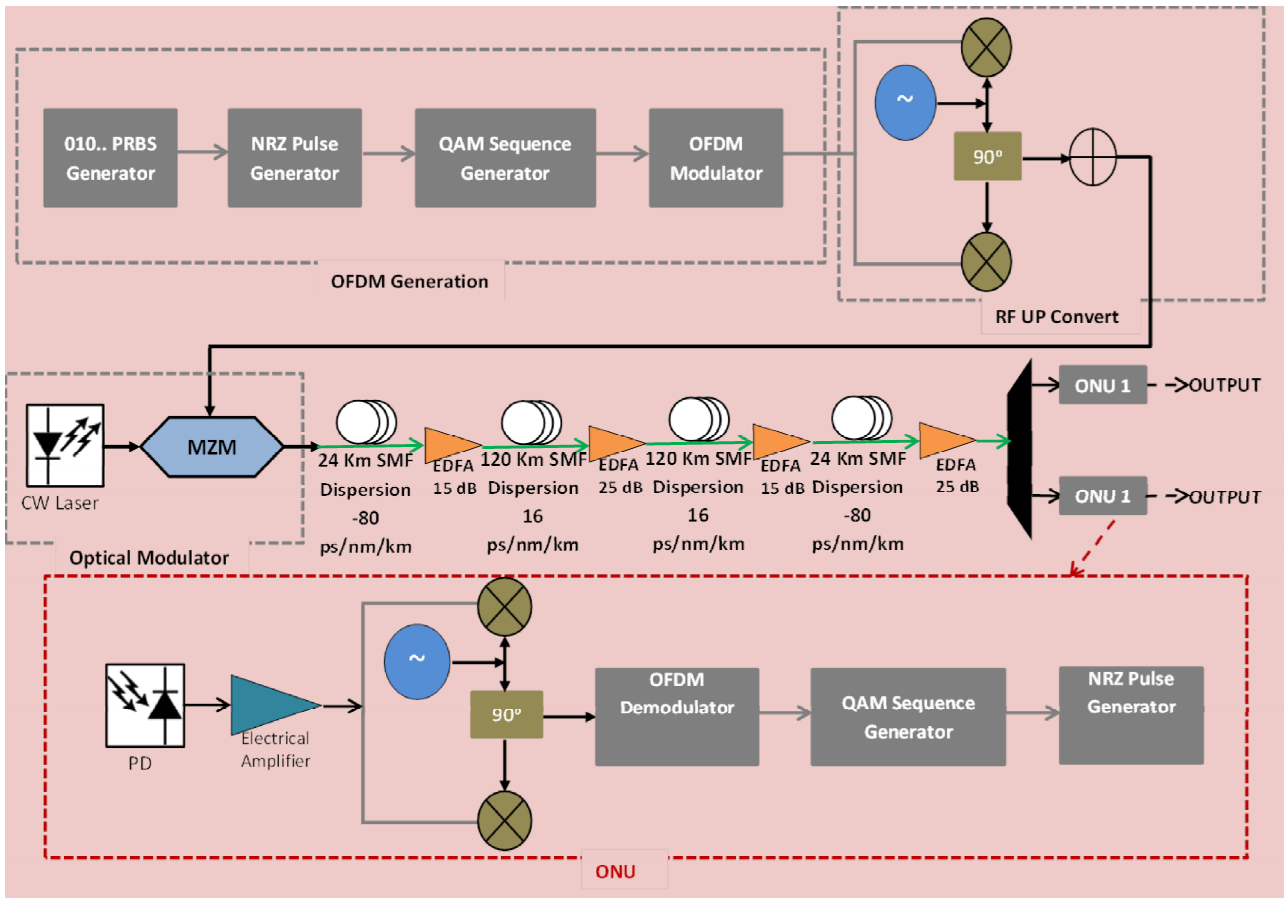 010.. PRBS
Generator
NRZ Pulse
Generator
QAM Sequence
Generator
OFDM
Modulator
OFDM Generation
~
90º
RF UP Convert
CW Laser
MZM
Optical Modulator
24 Km SMF
Dispersion
-80
ps/nm/km
EDFA
15 dB
120 Km SMF
Dispersion
16
ps/nm/km
EDFA
25 dB
120 Km SMF
Dispersion
16
ps/nm/km
EDFA
15 dB
24 Km SMF
Dispersion
-80
ps/nm/km
EDFA
25 dB
ONU 1
OUTPUT
ONU 1
OUTPUT
PD
Electrical
Amplifier
~
90º
OFDM
Demodulator
QAM Sequence
Generator
NRZ Pulse
Generator
ONU